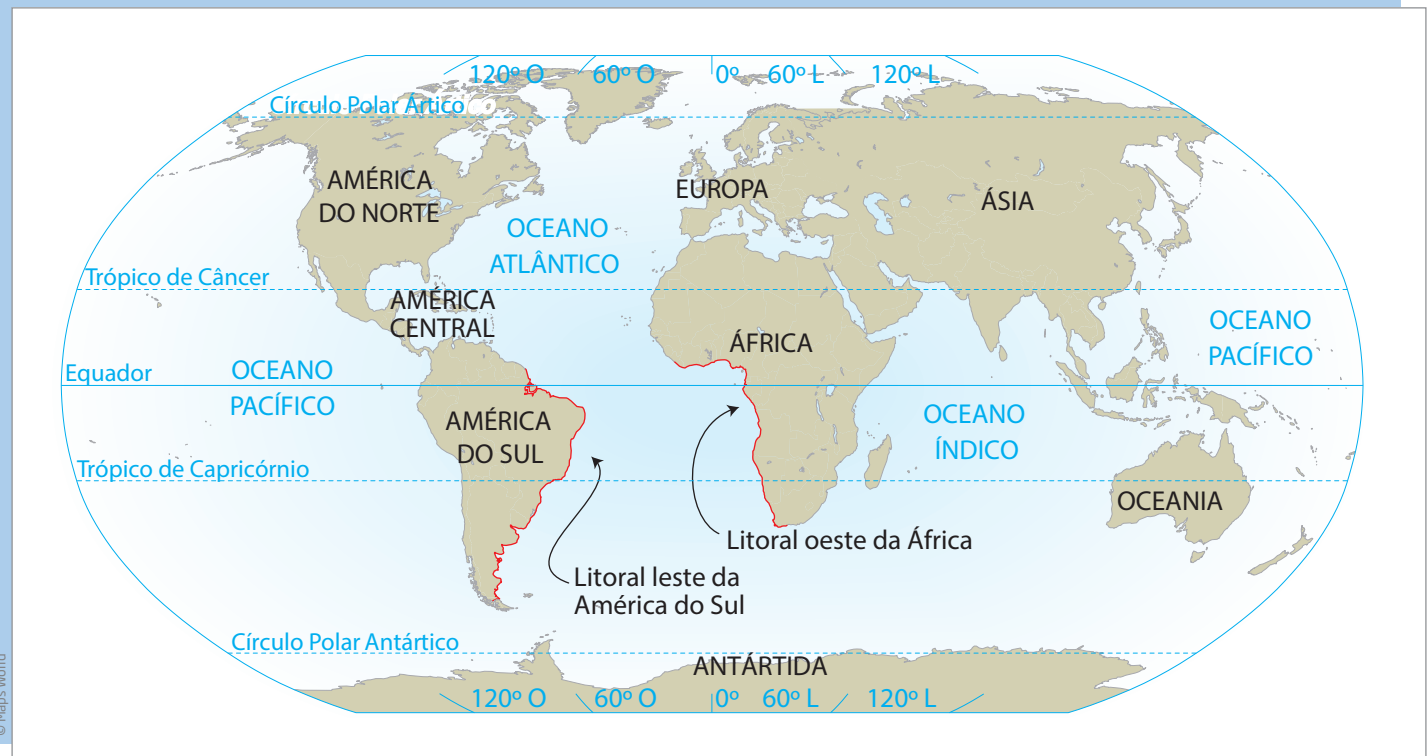 120º O 60º O 0º 60º L 120º L
Círculo Polar Ártico
AMÉRICA
DO NORTE
EUROPA
ÁSIA
OCEANO
ATLÂNTICO
Trópico de Câncer
AMÉRICA
CENTRAL
ÁFRICA
OCEANO
PACÍFICO
Equador
OCEANO
PACÍFICO
AMÉRICA
DO SUL
OCEANO
ÍNDICO
Trópico de Capricórnio
OCEANIA
Litoral oeste da África
Litoral leste da
América do Sul
Círculo Polar Antártico
ANTÁRTIDA
120º O 60º O 0º 60º L 120º L
© Maps World